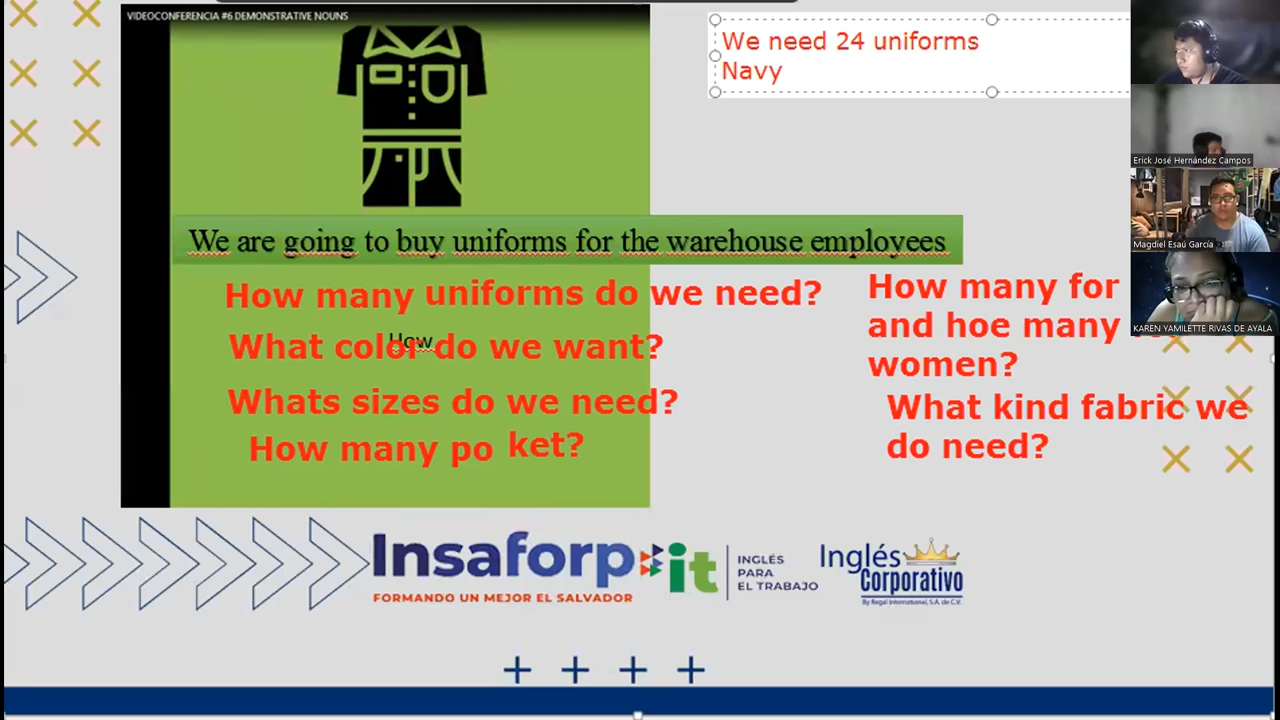 VIDEOCONFERENCIA #6 DEMONSTRATIVE NOUNS
We need 24 uniforms
Navy
Erick José Hernández Campos
Magdiel Esaú García
KAREN YAMILETTE RIVAS DE AYALA
We are going to buy uniforms for the warehouse employees
How many uniforms do we need?
How
What color do we want?
Whats sizes do we need?
How many po ket?
How many for
and hoe many
women?
What kind fabric we
do need?
Insaforp
FORMANDO UN MEJOR EL SALVADOR
it
INGLÉS
PARA
EL TRABAJO
Inglés
Corporativo
By Regal International, S.A. de C.V.